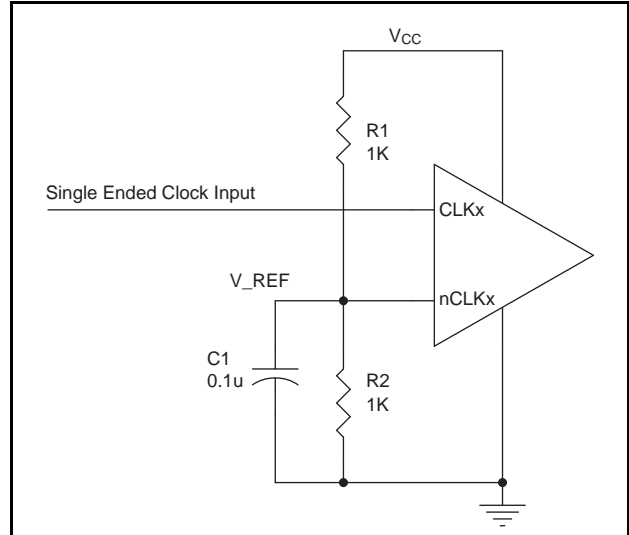 VCC
R1
1K
Single Ended Clock Input
CLKx
V_REF
nCLKx
C1
0.1u
R2
1K